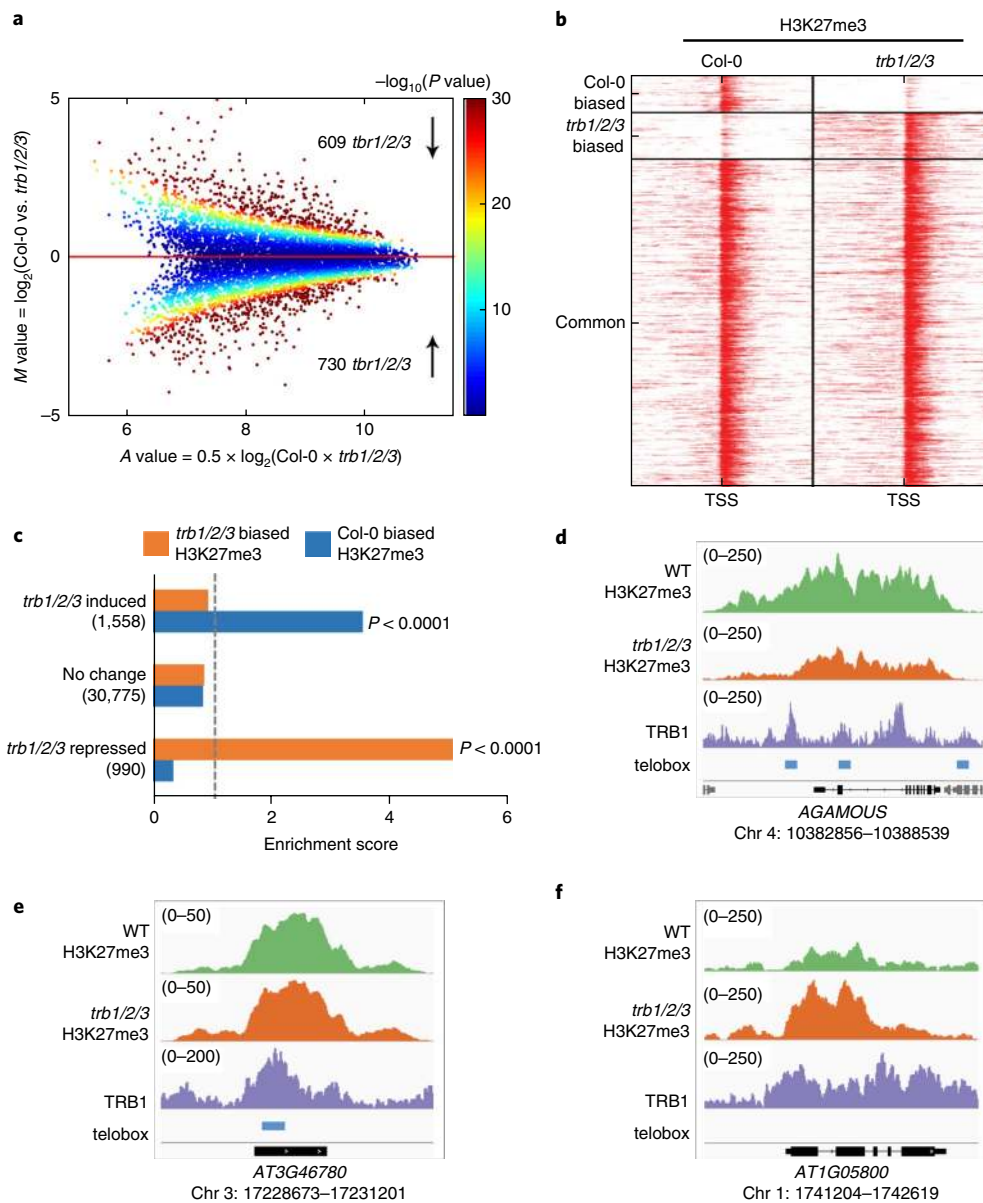 a
−log10(P value)
5
0
−5
6
8
10
30
20
10
609 tbr1/2/3
730 tbr1/2/3
M value = log2(Col-0 vs. trb1/2/3)
A value = 0.5 × log2(Col-0 × trb1/2/3)
b
H3K27me3
Col-0
trb1/2/3
Col-0
biased
trb1/2/3
biased
Common
TSS
TSS
c
trb1/2/3 biased
H3K27me3
Col-0 biased
H3K27me3
trb1/2/3 induced
(1,558)
P < 0.0001
No change
(30,775)
trb1/2/3 repressed
(990)
P < 0.0001
0
2
4
6
Enrichment score
d
(0–250)
WT
H3K27me3
(0–250)
trb1/2/3
H3K27me3
(0–250)
TRB1
telobox
AGAMOUS
Chr 4: 10382856–10388539
e
(0–50)
WT
H3K27me3
(0–50)
trb1/2/3
H3K27me3
(0–200)
TRB1
telobox
AT3G46780
Chr 3: 17228673–17231201
f
(0–250)
WT
H3K27me3
(0–250)
trb1/2/3
H3K27me3
(0–250)
TRB1
telobox
AT1G05800
Chr 1: 1741204–1742619